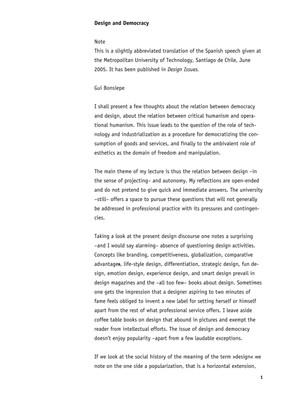 Design and Democracy
Note
This is a slightly abbreviated translation of the Spanish speech given at
the Metropolitan University of Technology, Santiago de Chile, June
2005. It has been published in Design Issues.
Gui Bonsiepe
I shall present a few thoughts about the relation between democracy
and design, about the relation between critical humanism and opera-
tional humanism. This issue leads to the question of the role of tech-
nology and industrialization as a procedure for democratizing the con-
sumption of goods and services, and finally to the ambivalent role of
esthetics as the domain of freedom and manipulation.
The main theme of my lecture is thus the relation between design –in
the sense of projecting– and autonomy. My reflections are open-ended
and do not pretend to give quick and immediate answers. The university
–still– offers a space to pursue these questions that will not generally
be addressed in professional practice with its pressures and contingen-
cies.
Taking a look at the present design discourse one notes a surprising
–and I would say alarming– absence of questioning design activities.
Concepts like branding, competitiveness, globalization, comparative
advantages, life-style design, differentiation, strategic design, fun de-
sign, emotion design, experience design, and smart design prevail in
design magazines and the –all too few– books about design. Sometimes
one gets the impression that a designer aspiring to two minutes of
fame feels obliged to invent a new label for setting herself or himself
apart from the rest of what professional service offers. I leave aside
coffee table books on design that abound in pictures and exempt the
reader from intellectual efforts. The issue of design and democracy
doesn't enjoy popularity –apart from a few laudable exceptions.
If we look at the social history of the meaning of the term »design« we
note on the one side a popularization, that is a horizontal extension,
1